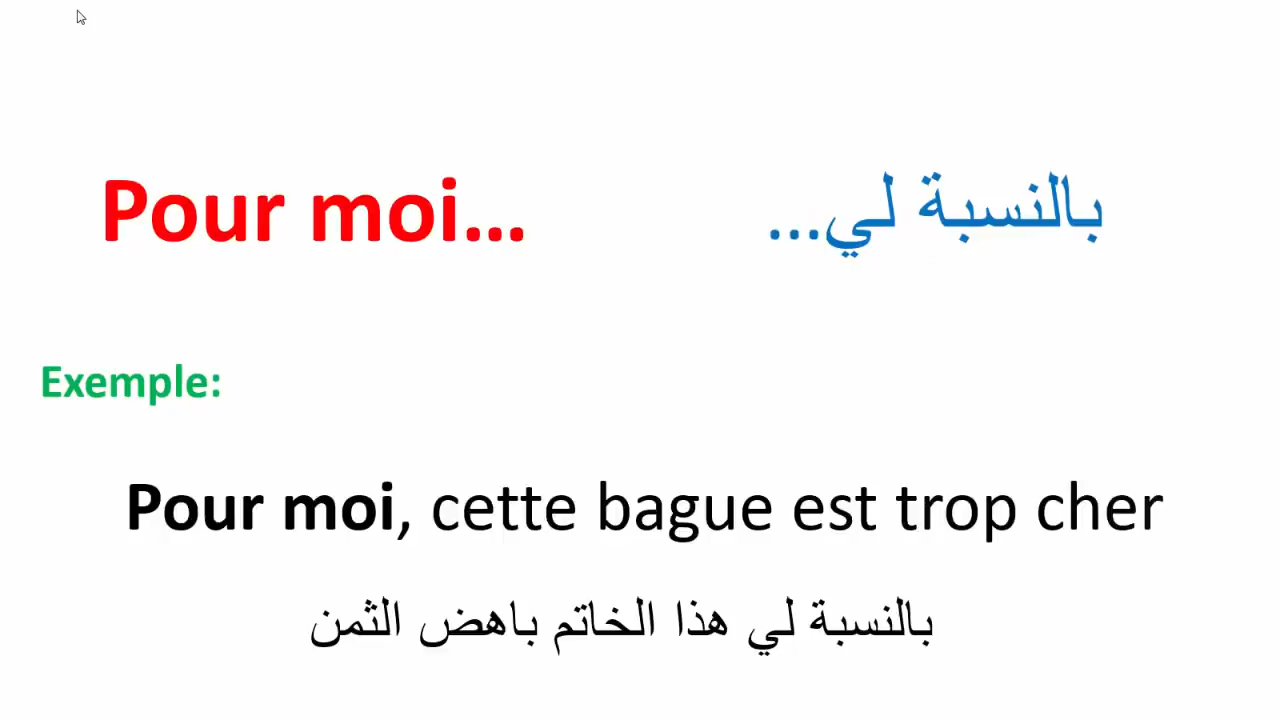 Pour moi...
بالنسبة لي...
Exemple:
Pour moi, cette bague est trop cher
بالنسبة لي هذا الخاتم باهض الثمن